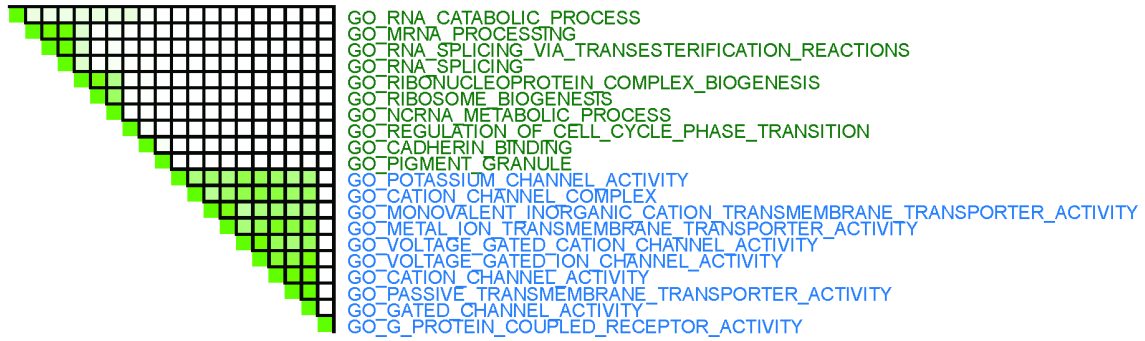 GO_RNA_CATABOLIC_PROCESS
GO_MRNA_PROCESSING
GO_RNA_SPLICING_VIA_TRANSESTERIFICATION_REACTIONS
GO_RNA_SPLICING
GO_RIBONUCLEOPROTEIN_COMPLEX_BIOGENESIS
GO_RIBOSOME_BIOGENESIS
GO_NCRNA_METABOLIC_PROCESS
GO_REGULATION_OF_CELL_CYCLE_PHASE_TRANSITION
GO_CADHERIN_BINDING
GO_PIGMENT_GRANULE
GO_POTASSIUM_CHANNEL_ACTIVITY
GO_CATION_CHANNEL_COMPLEX
GO_MONOVALENT_INORGANIC_CATION_TRANSMEMBRANE_TRANSPORTER_ACTIVITY
GO_METAL_ION_TRANSMEMBRANE_TRANSPORTER_ACTIVITY
GO_VOLTAGE_GATED_CATION_CHANNEL_ACTIVITY
GO_VOLTAGE_GATED_ION_CHANNEL_ACTIVITY
GO_CATION_CHANNEL_ACTIVITY
GO_PASSIVE_TRANSMEMBRANE_TRANSPORTER_ACTIVITY
GO_GATED_CHANNEL_ACTIVITY
GO_G_PROTEIN_COUPLED_RECEPTOR_ACTIVITY